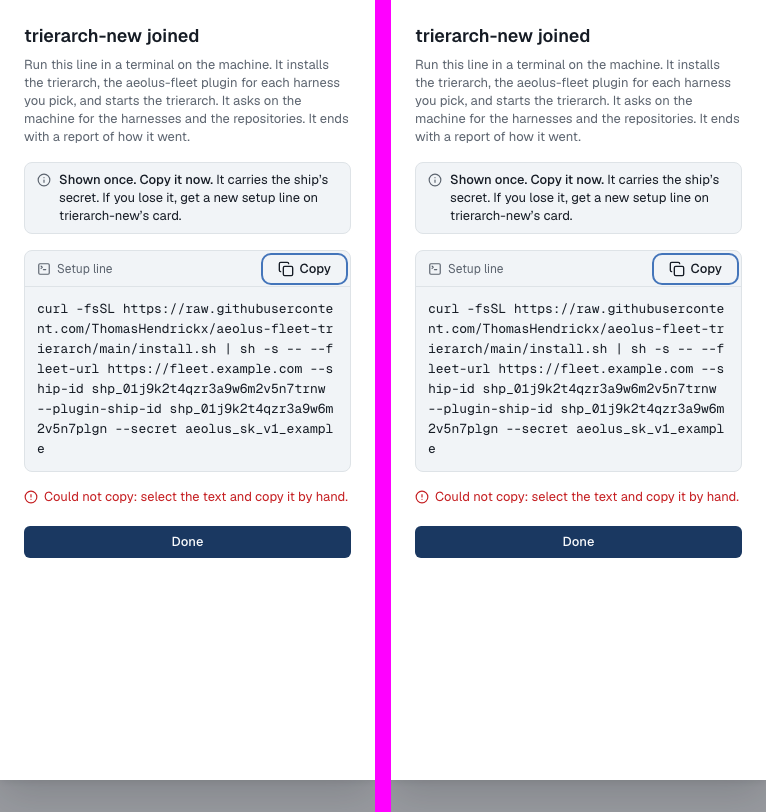 trierarch-new joined
Run this line in a terminal on the machine. It installs
the trierarch, the aeolus-fleet plugin for each harness
you pick, and starts the trierarch. It asks on the
machine for the harnesses and the repositories. It ends
with a report of how it went.
Shown once. Copy it now. It carries the ship's
secret. If you lose it, get a new setup line on
trierarch-new's card.
Setup line
Copy
curl -fsSL https://raw.githubuserconte
nt.com/ThomasHendrickx/aeolus-fleet-tr
ierarch/main/install.sh | sh -s -- --f
leet-url https://fleet.example.com --s
hip-id shp_01j9k2t4qzr3a9w6m2v5n7trnw
--plugin-ship-id shp_01j9k2t4qzr3a9w6m
2v5n7plgn --secret aeolus_sk_v1_exampl
e
Could not copy: select the text and copy it by hand.
Done
trierarch-new joined
Run this line in a terminal on the machine. It installs
the trierarch, the aeolus-fleet plugin for each harness
you pick, and starts the trierarch. It asks on the
machine for the harnesses and the repositories. It ends
with a report of how it went.
Shown once. Copy it now. It carries the ship's
secret. If you lose it, get a new setup line on
trierarch-new's card.
Setup line
Copy
curl -fsSL https://raw.githubuserconte
nt.com/ThomasHendrickx/aeolus-fleet-tr
ierarch/main/install.sh | sh -s -- --f
leet-url https://fleet.example.com --s
hip-id shp_01j9k2t4qzr3a9w6m2v5n7trnw
--plugin-ship-id shp_01j9k2t4qzr3a9w6m
2v5n7plgn --secret aeolus_sk_v1_exampl
e
Could not copy: select the text and copy it by hand.
Done